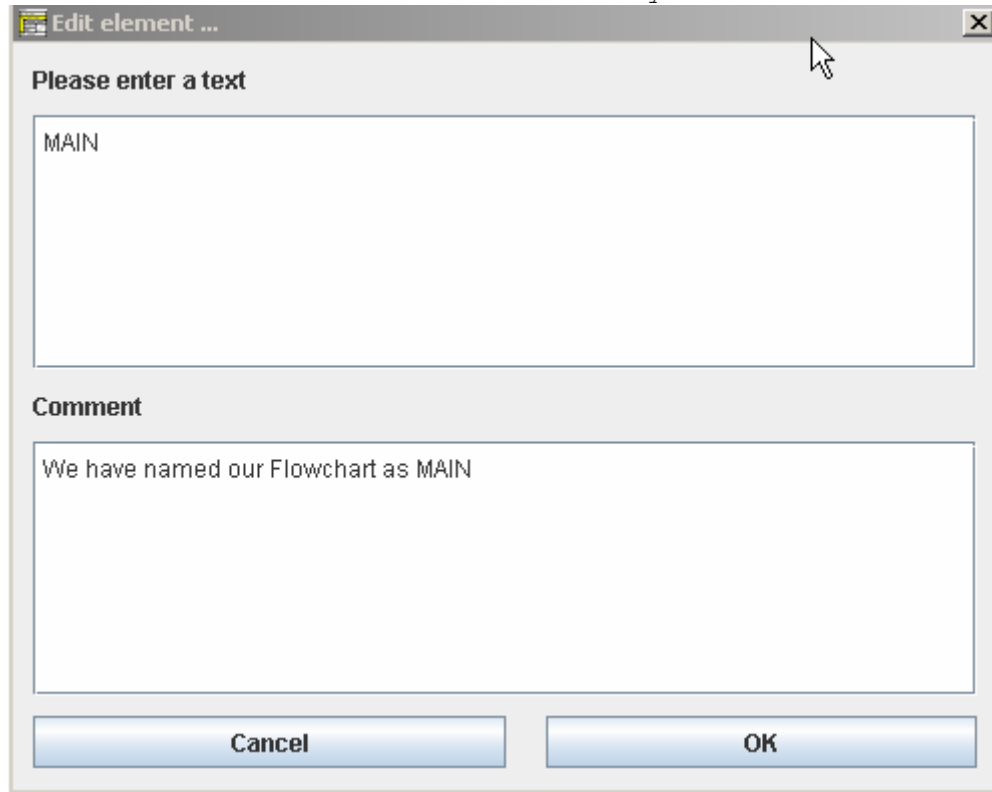 Edit element ...
Please enter a text
MAIN
Comment
We have named our Flowchart as MAIN
Cancel
OK